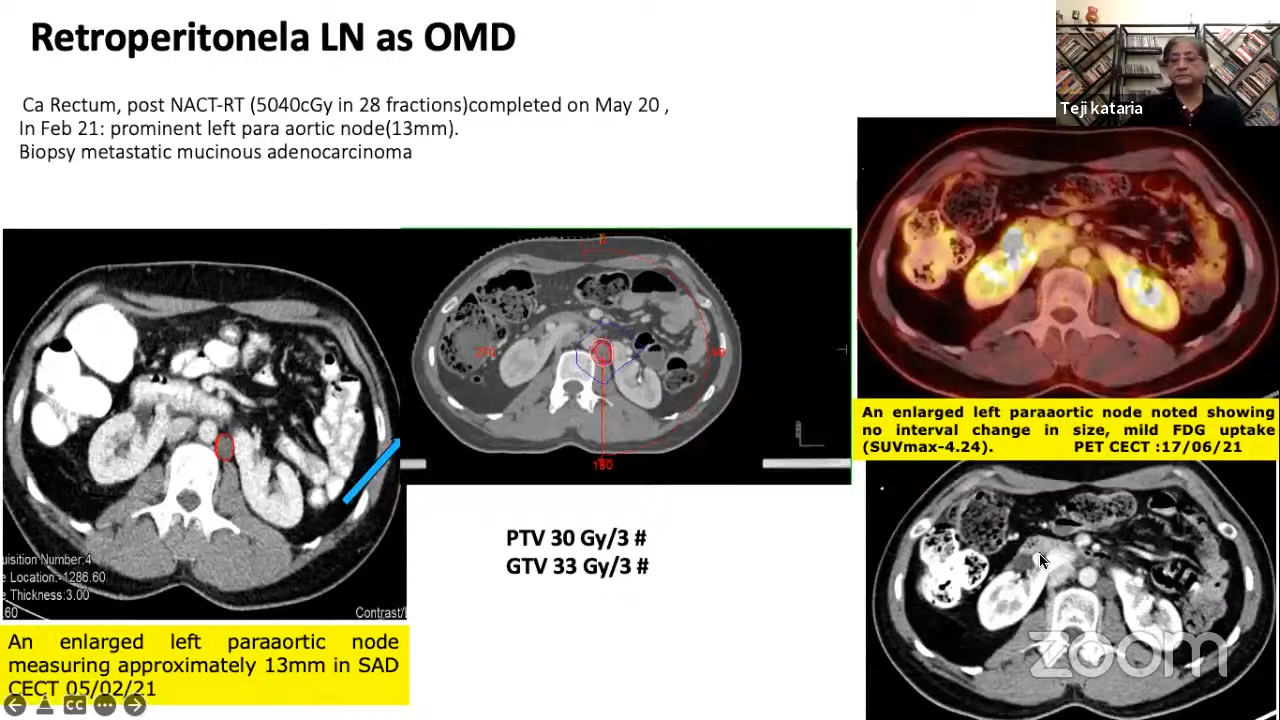 Retroperitonela LN as OMD
Teji kataria
Ca Rectum, post NACT-RT (5040cGy in 28 fractions)completed on May 20 ,
In Feb 21: prominent left para aortic node(13mm).
Biopsy metastatic mucinous adenocarcinoma
180
An enlarged left paraaortic node noted showing
no interval change in size, mild FDG uptake
(SUVmax-4.24). PET CECT :17/06/21
PTV 30 Gy/3 #
GTV 33 Gy/3 #
uisition Number:4
e Location:-1286.60
e Thickness:3.00
.60
Contrast/
An enlarged left paraaortic node
measuring approximately 13mm in SAD
CECT 05/02/21
CC
zoom